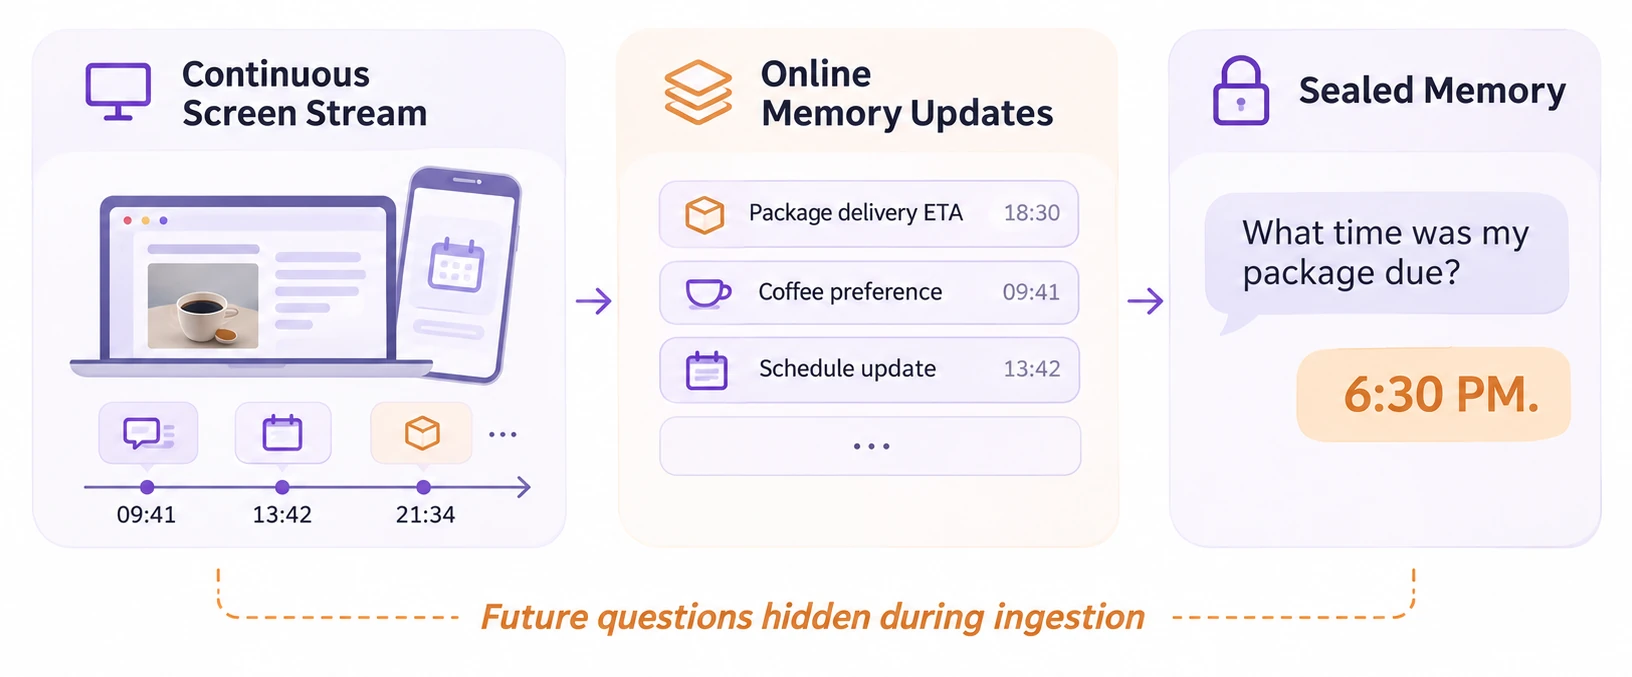 Continuous
Screen Stream
09:41
13:42
21:34
Online
Memory Updates
Package delivery ETA 18:30
Coffee preference 09:41
Schedule update 13:42
Sealed Memory
What time was my
package due?
6:30 PM.
Future questions hidden during ingestion